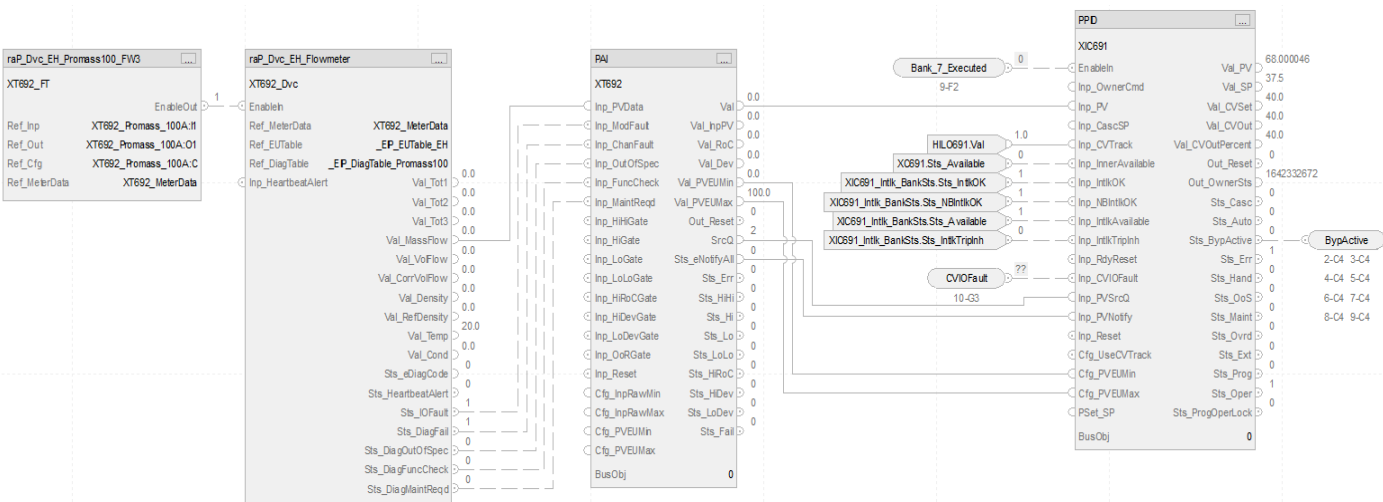 raP_Dvc_EH_Promass100_FW3 ...
XT692_FT
EnableOut 1
Ref_Inp XT692_Promass_100A:I1
Ref_Out XT692_Promass_100A:O1
Ref_Cfg XT692_Promass_100A:C
Ref_MeterData XT692_MeterData
raP_Dvc_EH_Flowmeter ...
XT692_Dvc
EnableIn
Ref_MeterData XT692_MeterData
Ref_EUTable _EIP_EUTable_EH
Ref_DiagTable _EIP_DiagTable_Promass100
Inp_HeartbeatAlert
Val_Tot1 0.0
Val_Tot2 0.0
Val_Tot3 0.0
Val_MassFlow 0.0
Val_VolFlow 0.0
Val_CorrVolFlow 0.0
Val_Density 0.0
Val_RefDensity 0.0
Val_Temp 20.0
Val_Cond 0.0
Sts_eDiagCode 0
Sts_HeartbeatAlert 0
Sts_IOFault 1
Sts_DiagFail 1
Sts_DiagOutOfSpec 0
Sts_DiagFuncCheck 0
Sts_DiagMaintReqd 0
PAI ...
XT692
Inp_PVData Val 0.0
Inp_ModFault Val_InpPV 0.0
Inp_ChanFault Val_RoC 0.0
Inp_OutOfSpec Val_Dev 0.0
Inp_FuncCheck Val_PVEUMin 0.0
Inp_MaintReqd Val_PVEUMax 100.0
Inp_HiHiGate Out_Reset 0
Inp_HiGate SrcQ 2
Inp_LoGate Sts_eNotifyAll 0
Inp_LoLoGate Sts_Err 0
Inp_HiRoCGate Sts_HiHi 0
Inp_HiDevGate Sts_Hi 0
Inp_LoDevGate Sts_Lo 0
Inp_OoRGate Sts_LoLo 0
Inp_Reset Sts_HiRoC 0
Cfg_InpRawMin Sts_HiDev 0
Cfg_InpRawMax Sts_LoDev 0
Cfg_PVEUMin Sts_Fail 0
Cfg_PVEUMax
BusObj 0
Bank_7_Executed 0
9-F2
HILO691.Val 1.0
XC691.Sts_Available 0
XIC691_Intlk_BankSts.Sts_IntlkOK 1
XIC691_Intlk_BankSts.Sts_NBIntlkOK 1
XIC691_Intlk_BankSts.Sts_Available 1
XIC691_Intlk_BankSts.Sts_IntlkTripInh 0
CVIOFault ??
10-G3
PPID ...
XIC691
EnableIn Val_PV 68.000046
Inp_OwnerCmd Val_SP 37.5
Inp_PV Val_CVSet 40.0
Inp_CascSP Val_CVOut 40.0
Inp_CVTrack Val_CVOutPercent 40.0
Inp_InnerAvailable Out_Reset 0
Inp_IntlkOK Out_OwnerSts 1642332672
Inp_NBIntlkOK Sts_Casc 0
Inp_IntlkAvailable Sts_Auto 0
Inp_IntlkTripInh Sts_BypActive 0
Inp_RdyReset Sts_Err 1
Inp_CVIOFault Sts_Hand 0
Inp_PVSrcQ Sts_OoS 0
Inp_PVNotify Sts_Maint 0
Inp_Reset Sts_Ovrd 0
Cfg_UseCVTrack Sts_Ext 0
Cfg_PVEUMin Sts_Prog 0
Cfg_PVEUMax Sts_Oper 1
PSet_SP Sts_ProgOperLock 0
BusObj 0
BypActive
2-C4 3-C4
4-C4 5-C4
6-C4 7-C4
8-C4 9-C4